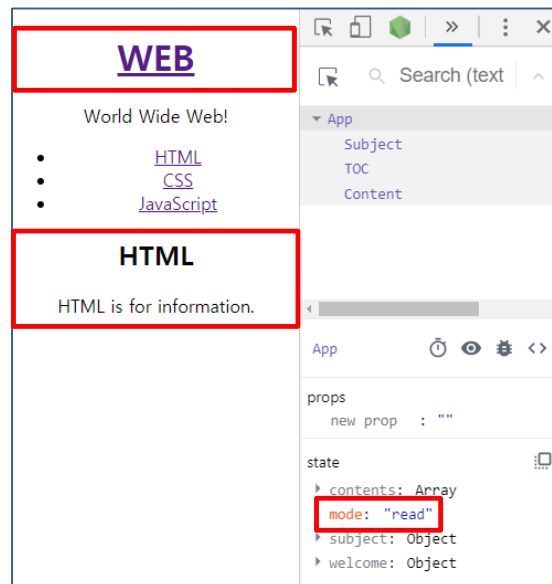 WEB
World Wide Web!
HTML
CSS
JavaScript
HTML
HTML is for information.
»
Search (text
App
Subject
TOC
Content
App
props
new prop : ""
state
contents: Array
mode: "read"
subject: Object
welcome: Object